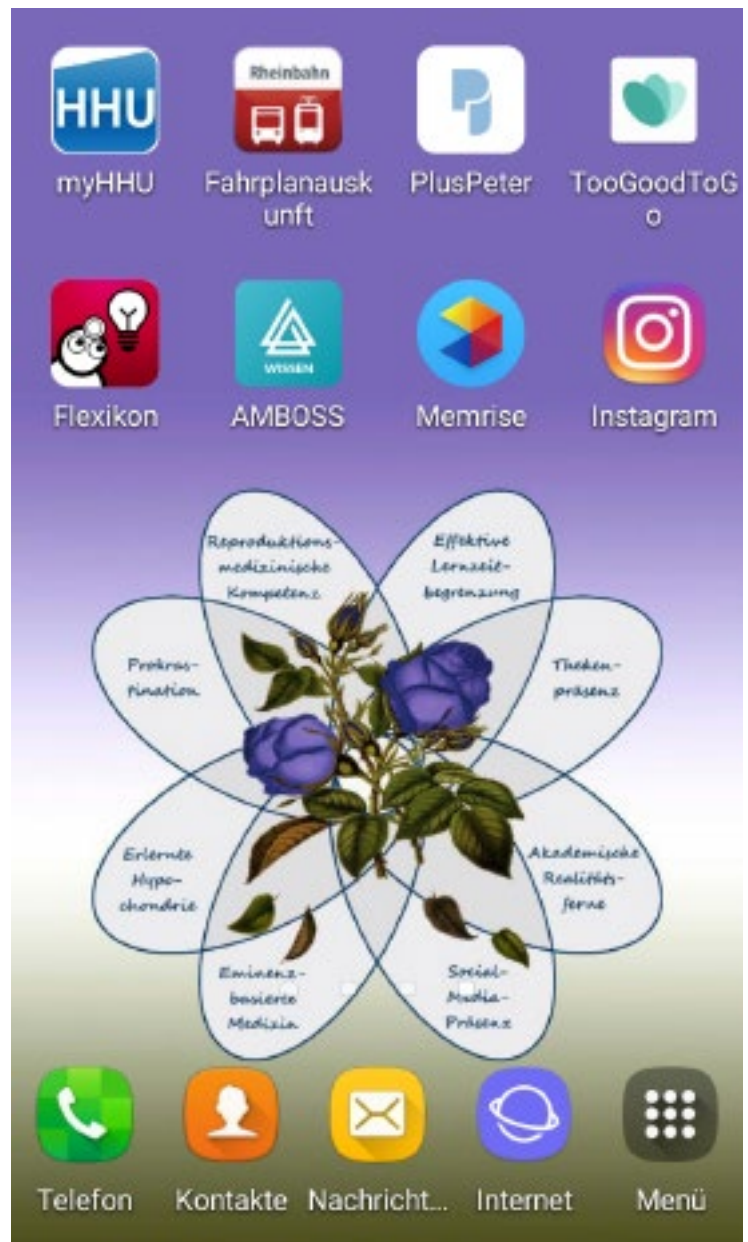 HHU
Rheinbahn
myHHU
Fahrplanausk
unft
PlusPeter
TooGoodToG
o
WISSEN
Flexikon
AMBOSS
Memrise
Instagram
Reproduktions-
medizinische
Kompetenz
Effektive
Lernzeit-
begrenzung
Prokras-
tination
Theken-
präsenz
Erlernte
Hypo-
chondrie
Akademische
Realitäts-
ferne
Eminenz-
basierte
Medizin
Social-
Media-
Präsenz
Telefon
Kontakte
Nachricht...
Internet
Menü